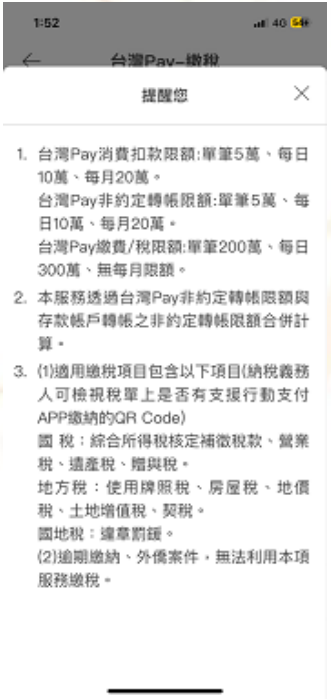 1:52
4G 54
台灣Pay-繳稅
提醒您
1. 台灣Pay消費扣款限額:單筆5萬、每日
10萬、每月20萬。
台灣Pay非約定轉帳限額:單筆5萬、每
日10萬、每月20萬。
台灣Pay繳費/稅限額:單筆200萬、每日
300萬、無每月限額。
2. 本服務透過台灣Pay非約定轉帳限額與
存款帳戶轉帳之非約定轉帳限額合併計
算。
3. (1)適用繳稅項目包含以下項目(納稅義務
人可檢視稅單上是否有支援行動支付
APP繳納的QR Code)
國 稅：綜合所得稅核定補徵稅款、營業
稅、遺產稅、贈與稅。
地方稅：使用牌照稅、房屋稅、地價
稅、土地增值稅、契稅。
國地稅：違章罰鍰。
(2)逾期繳納、外僑案件，無法利用本項
服務繳稅。